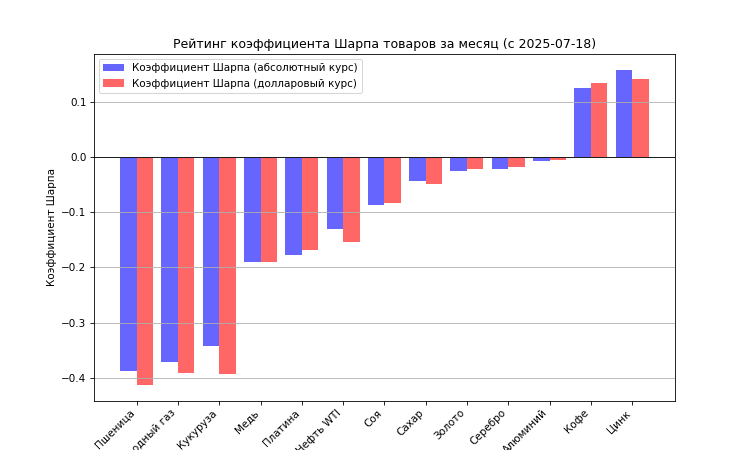 Рейтинг коэффициента Шарпа товаров за месяц (с 2025-07-18)
Коэффициент Шарпа (абсолютный курс)
Коэффициент Шарпа (долларовый курс)
Коэффициент Шарпа
0.1
0.0
−0.1
−0.2
−0.3
−0.4
Пшеница
одный газ
Кукуруза
Медь
Платина
Нефть WTI
Соя
Сахар
Золото
Серебро
Алюминий
Кофе
Цинк